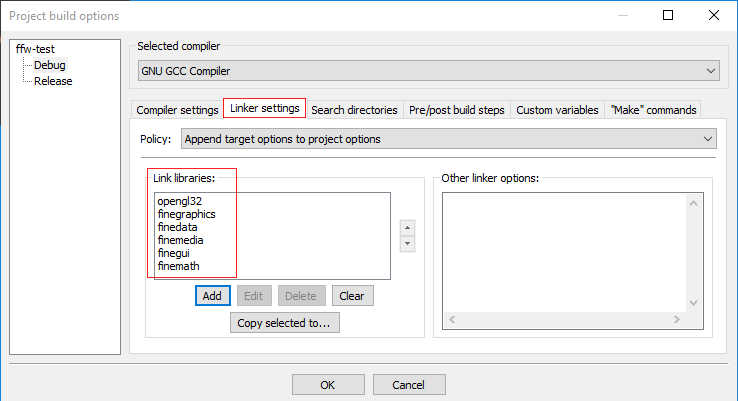 Project build options
ffw-test
Debug
Release
Selected compiler
GNU GCC Compiler
Compiler settings Linker settings Search directories Pre/post build steps Custom variables "Make" commands
Policy: Append target options to project options
Link libraries:
opengl32
finegraphics
finedata
finemedia
finegui
finemath
Add Edit Delete Clear
Copy selected to...
Other linker options:
OK Cancel